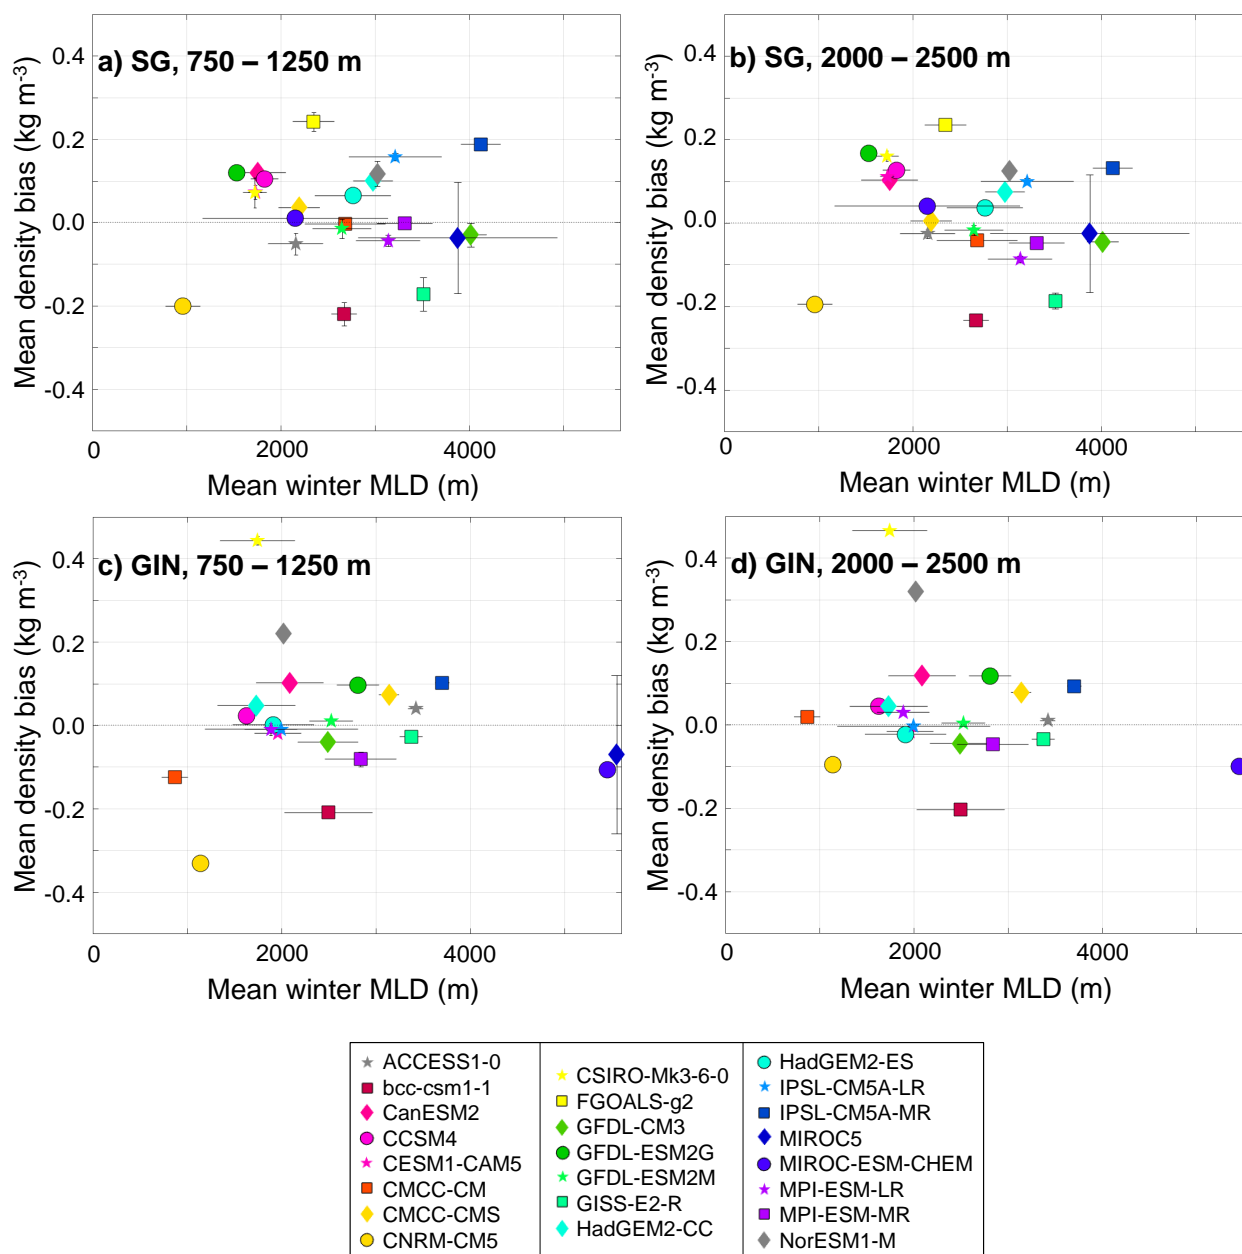 a) SG, 750 – 1250 m
Mean density bias (kg m-3)
0.4
0.2
0.0
-0.2
-0.4
0
2000
4000
Mean winter MLD (m)
b) SG, 2000 – 2500 m
Mean density bias (kg m-3)
0.4
0.2
0.0
-0.2
-0.4
0
2000
4000
Mean winter MLD (m)
c) GIN, 750 – 1250 m
Mean density bias (kg m-3)
0.4
0.2
0.0
-0.2
-0.4
0
2000
4000
Mean winter MLD (m)
d) GIN, 2000 – 2500 m
Mean density bias (kg m-3)
0.4
0.2
0.0
-0.2
-0.4
0
2000
4000
Mean winter MLD (m)
ACCESS1-0
bcc-csm1-1
CanESM2
CCSM4
CESM1-CAM5
CMCC-CM
CMCC-CMS
CNRM-CM5
CSIRO-Mk3-6-0
FGOALS-g2
GFDL-CM3
GFDL-ESM2G
GFDL-ESM2M
GISS-E2-R
HadGEM2-CC
HadGEM2-ES
IPSL-CM5A-LR
IPSL-CM5A-MR
MIROC5
MIROC-ESM-CHEM
MPI-ESM-LR
MPI-ESM-MR
NorESM1-M